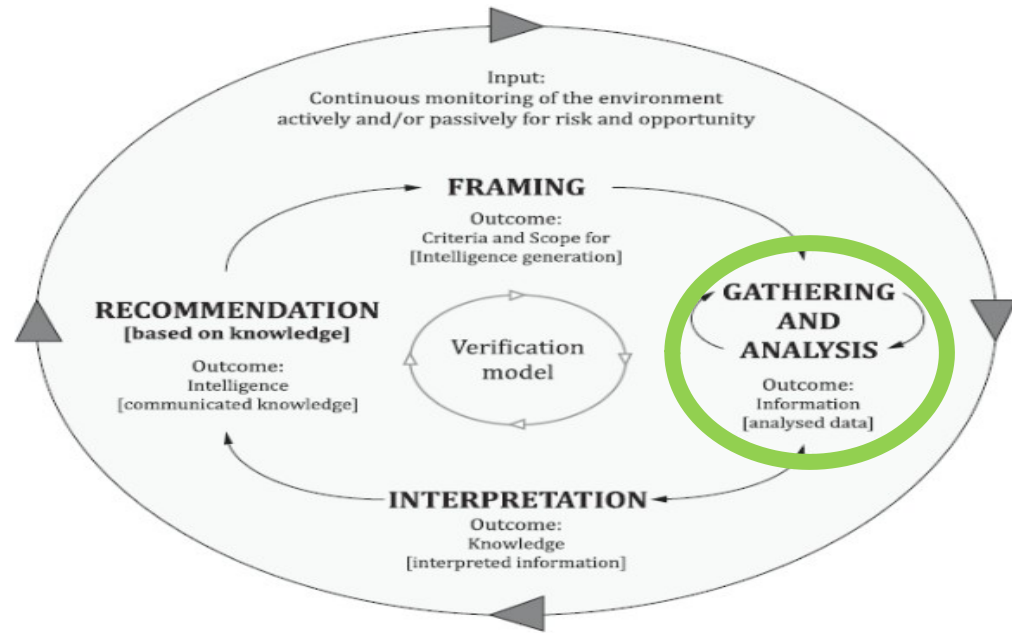 Input:
Continuous monitoring of the environment
actively and/or passively for risk and opportunity
FRAMING
Outcome:
Criteria and Scope for
[Intelligence generation]
GATHERING
AND
ANALYSIS
Outcome:
Information
[analysed data]
RECOMMENDATION
[based on knowledge]
Outcome:
Intelligence
[communicated knowledge]
Verification
model
INTERPRETATION
Outcome:
Knowledge
[interpreted information]